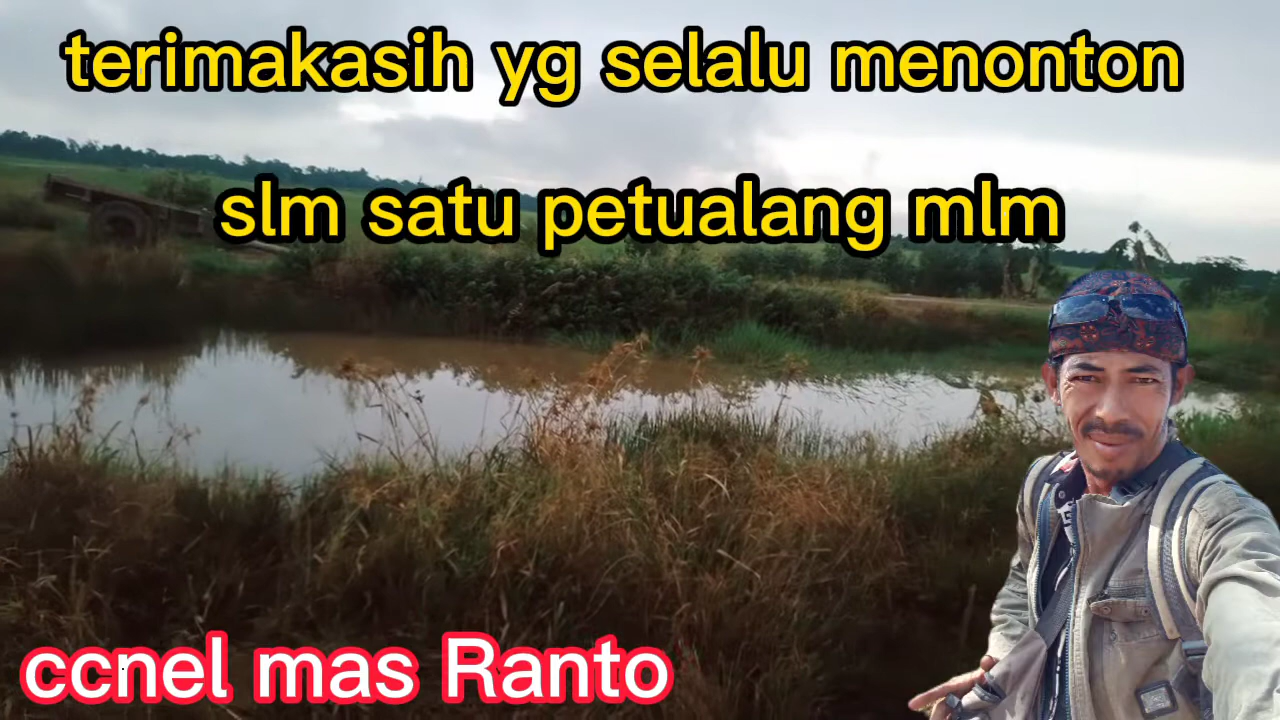 terimakasih yg selalu menonton
slm satu petualang mlm
ccnel mas Ranto